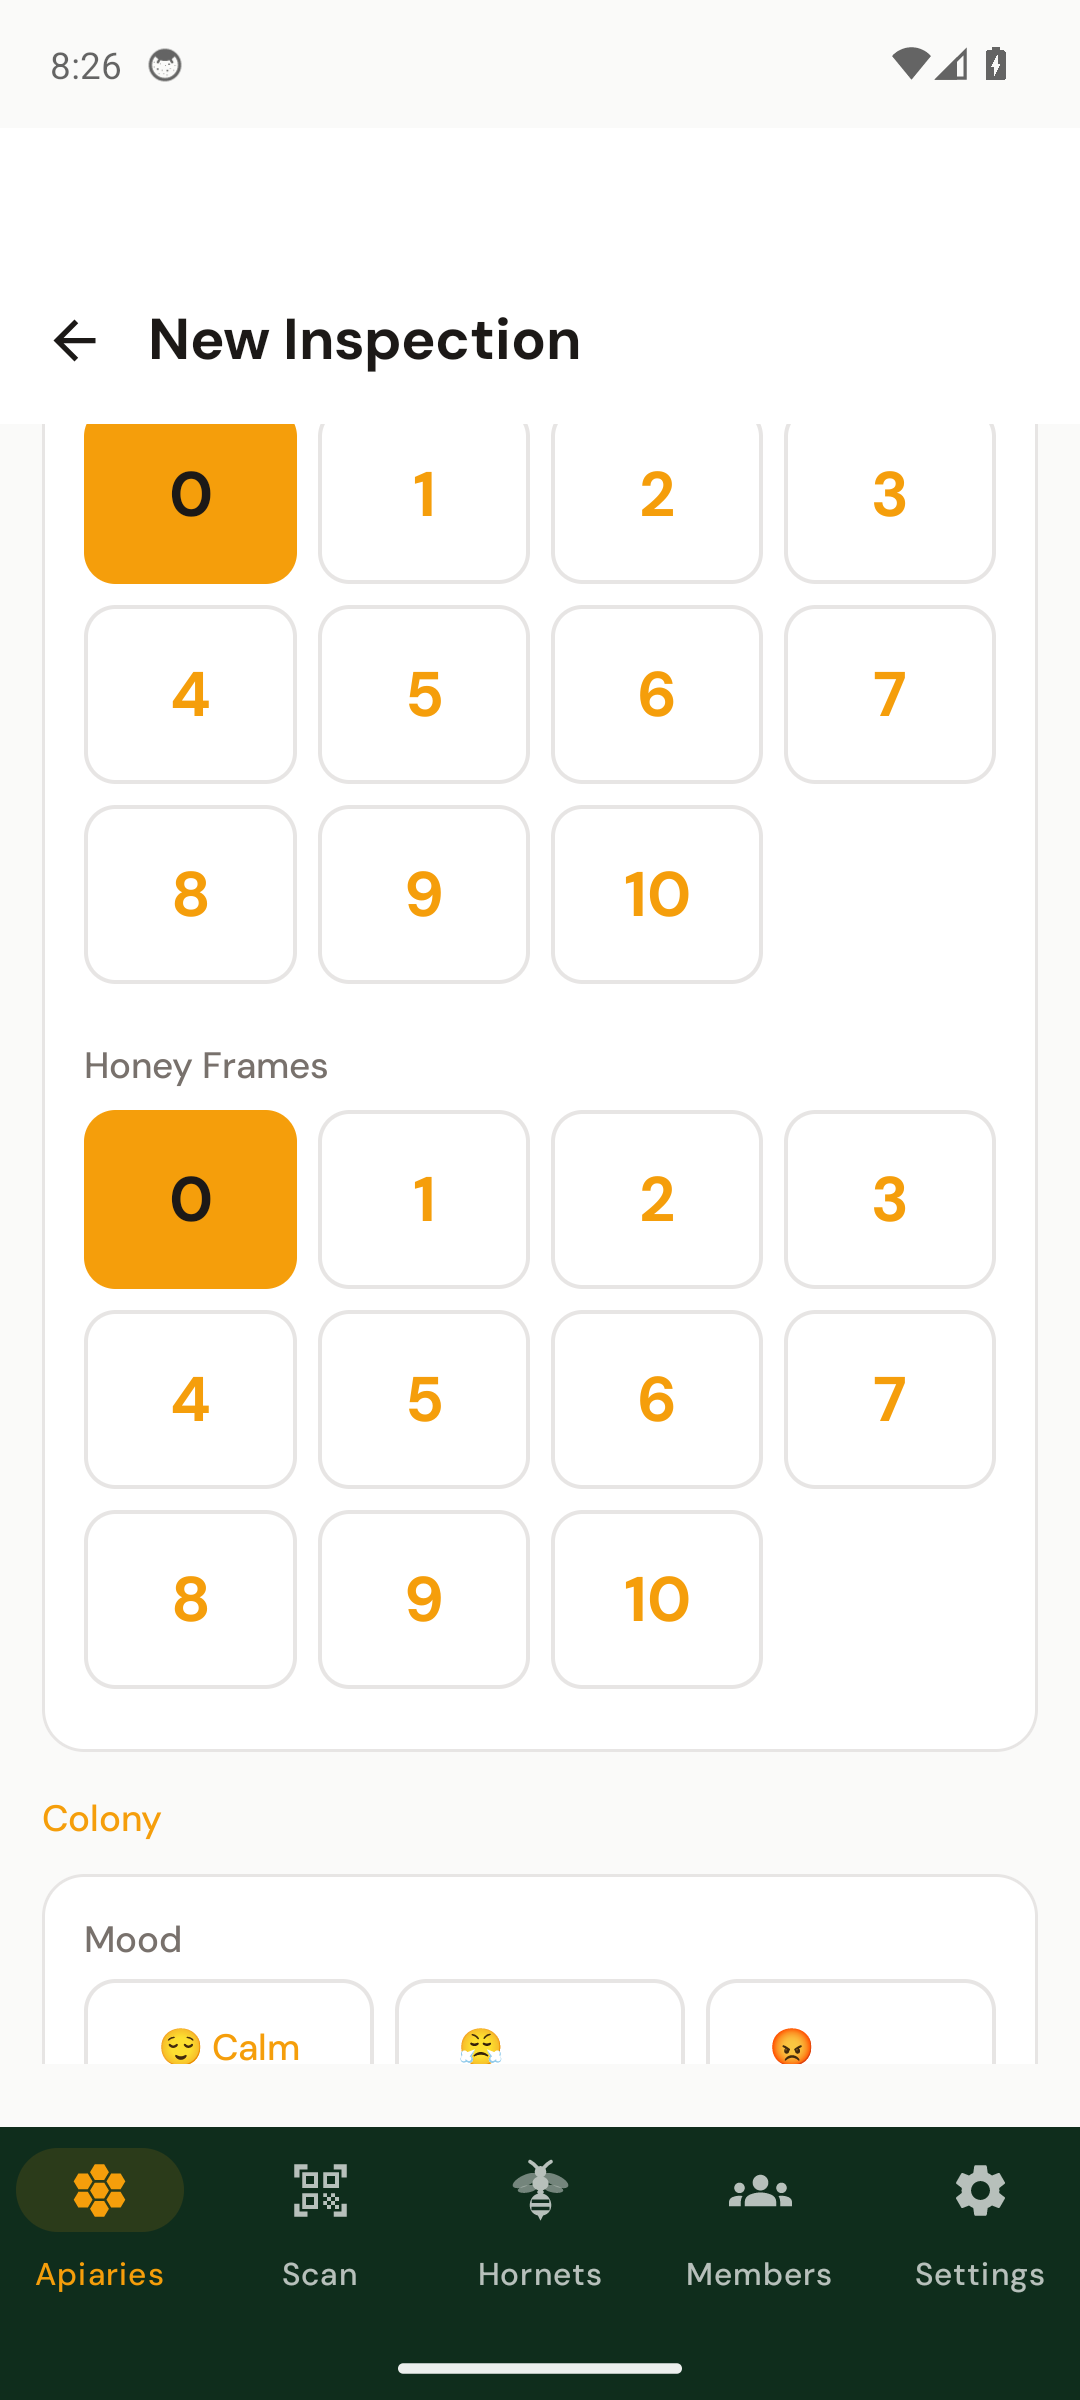 8:26
New Inspection
0 1 2 3
4 5 6 7
8 9 10
Honey Frames
0 1 2 3
4 5 6 7
8 9 10
Colony
Mood
😌 Calm 😤 😡
Apiaries Scan Hornets Members Settings